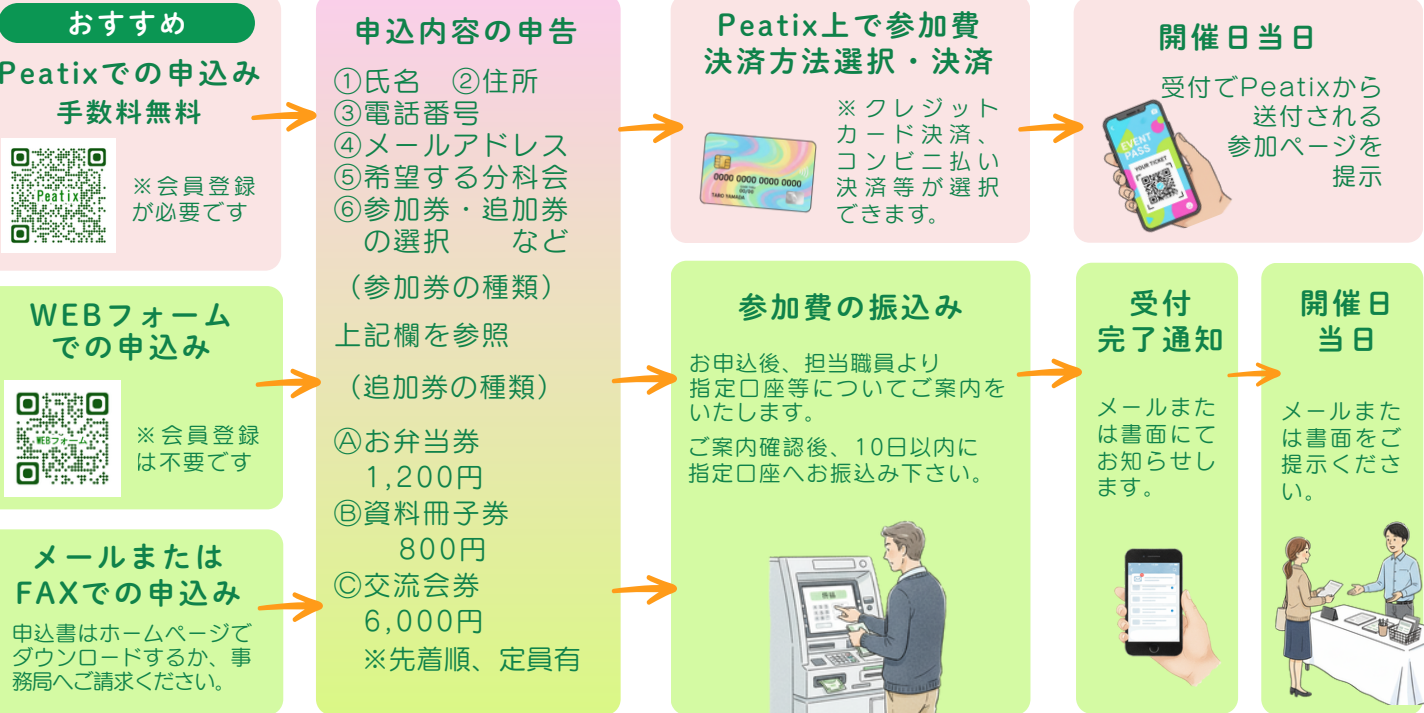 おすすめ
Peatixでの申込み
手数料無料
Peatix
※会員登録
が必要です
申込内容の申告
①氏名　②住所
③電話番号
④メールアドレス
⑤希望する分科会
⑥参加券・追加券
の選択　　など
（参加券の種類）
上記欄を参照
（追加券の種類）
Ⓐお弁当券
1,200円
Ⓑ資料冊子券
800円
Ⓒ交流会券
6,000円
※先着順、定員有
Peatix上で参加費
決済方法選択・決済
※クレジット
カード決済、
コンビニ払い
決済等が選択
できます。
0000 0000 0000 0000
TARO YAMADA
開催日当日
受付でPeatixから
送付される
参加ページを
提示
EVENT
PASS
YOUR TICKET
WEBフォーム
での申込み
WEBフォーム
※会員登録
は不要です
メールまたは
FAXでの申込み
申込書はホームページで
ダウンロードするか、事
務局へご請求ください。
参加費の振込み
お申込後、担当職員より
指定口座等についてご案内を
いたします。
ご案内確認後、10日以内に
指定口座へお振込み下さい。
受付
完了通知
メールまた
は書面にて
お知らせし
ます。
開催日
当日
メールまた
は書面をご
提示くださ
い。